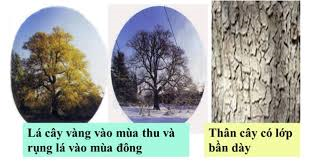 Lá cây vàng vào mùa thu và
rụng lá vào mùa đông
Thân cây có lớp
bần dày